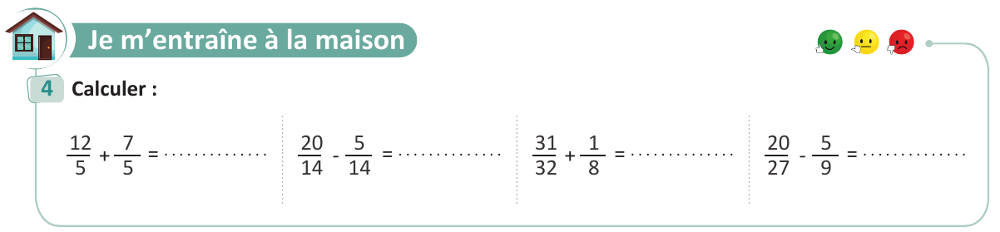 Je m'entraîne à la maison
4 Calculer :
12/5 + 7/5 = ..............
20/14 - 5/14 = ..............
31/32 + 1/8 = ..............
20/27 - 5/9 = ..............